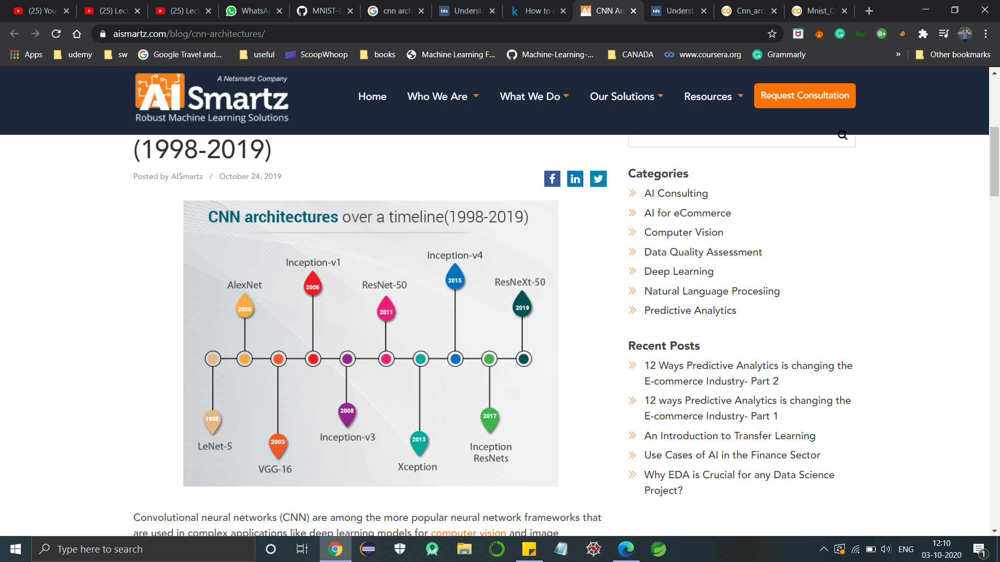 (25) You
(25) Lect
(25) Lect
WhatsAp
MNIST-D
cnn arch
tds
Understa
How to c
CNN Arc
tds
Understa
Cnn_arc
Mnist_Cl
aismartz.com/blog/cnn-architectures/
Apps
udemy
sw
Google Travel and...
useful
ScoopWhoop
books
Machine Learning F...
Machine-Learning-...
CANADA
www.coursera.org
Grammarly
»
Other bookmarks
A Netsmartz Company
AISmartz
Robust Machine Learning Solutions
Home
Who We Are
What We Do
Our Solutions
Resources
Request Consultation
(1998-2019)
Posted by AISmartz / October 24, 2019
CNN architectures over a timeline(1998-2019)
Inception-v1
Inception-v4
AlexNet
ResNet-50
ResNeXt-50
2006
2015
2000
2011
2019
1998
2008
2017
2003
2013
LeNet-5
Inception-v3
Inception
ResNets
VGG-16
Xception
Convolutional neural networks (CNN) are among the more popular neural network frameworks that
are used in complex applications like deep learning models for computer vision and image
Categories
AI Consulting
AI for eCommerce
Computer Vision
Data Quality Assessment
Deep Learning
Natural Language Procesiing
Predictive Analytics
Recent Posts
12 Ways Predictive Analytics is changing the
E-commerce Industry- Part 2
12 ways Predictive Analytics is changing the
E-commerce Industry- Part 1
An Introduction to Transfer Learning
Use Cases of AI in the Finance Sector
Why EDA is Crucial for any Data Science
Project?
Type here to search
ENG
12:10
03-10-2020
1